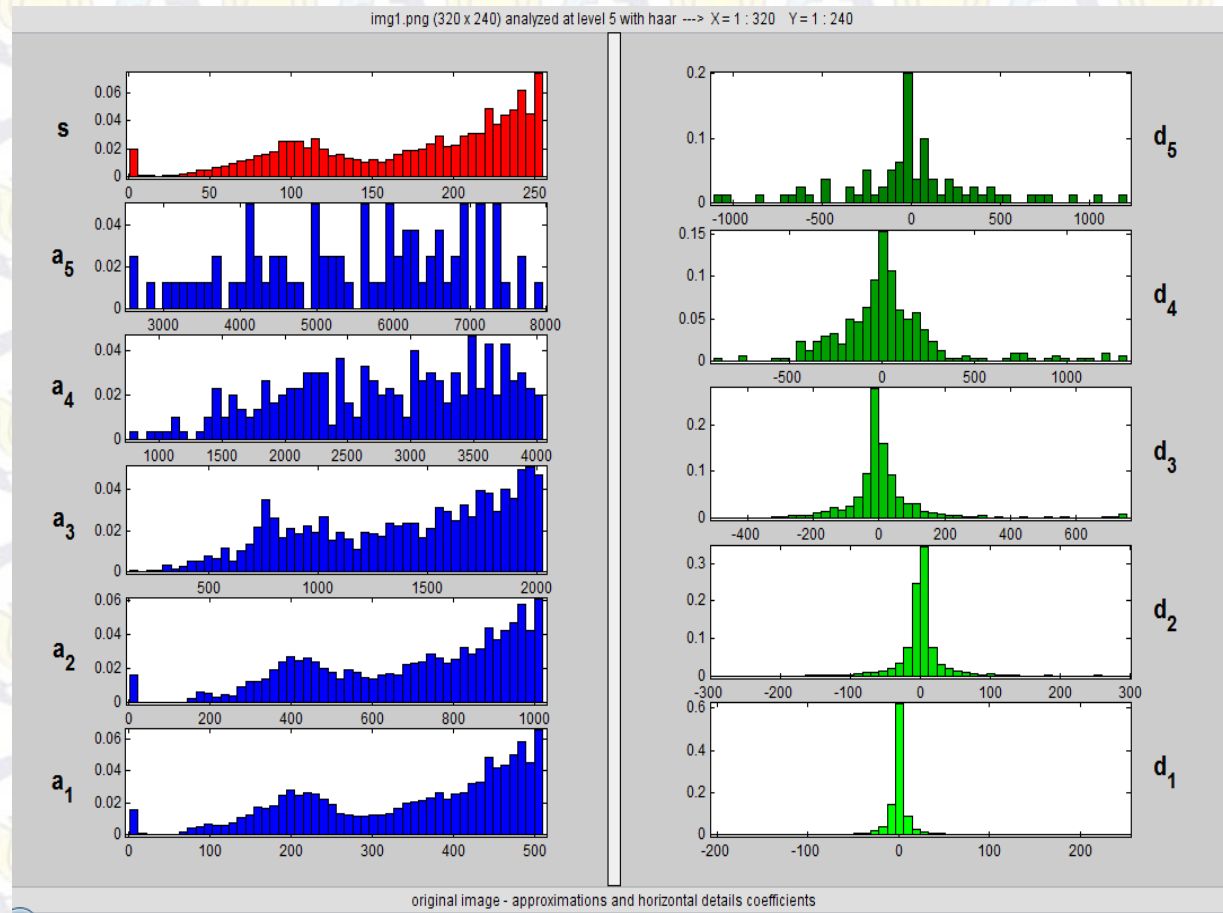 img1.png (320 x 240) analyzed at level 5 with haar ---> X = 1 : 320 Y = 1 : 240
s
0.06
0.04
0.02
0
0 50 100 150 200 250
a5
0.04
0.02
0
3000 4000 5000 6000 7000 8000
a4
0.04
0.02
0
1000 1500 2000 2500 3000 3500 4000
a3
0.04
0.02
0
500 1000 1500 2000
a2
0.06
0.04
0.02
0
0 200 400 600 800 1000
a1
0.06
0.04
0.02
0
0 100 200 300 400 500
0.2
0.1
0
-1000 -500 0 500 1000
d5
0.15
0.1
0.05
0
-500 0 500 1000
d4
0.2
0.1
0
-400 -200 0 200 400 600
d3
0.3
0.2
0.1
0
-300 -200 -100 0 100 200 300
d2
0.6
0.4
0.2
0
-200 -100 0 100 200
d1
original image - approximations and horizontal details coefficients